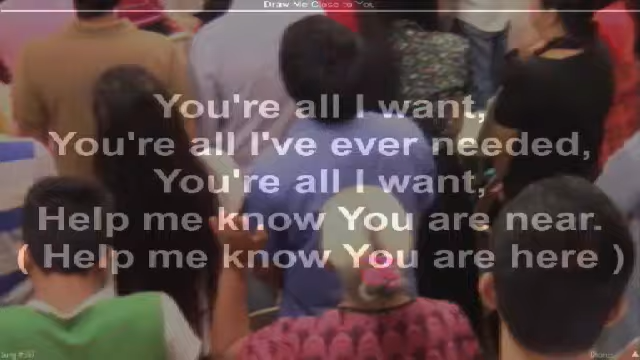 Draw Me Close to You
You're all I want,
You're all I've ever needed,
You're all I want,
Help me know You are near.
( Help me know You are here )